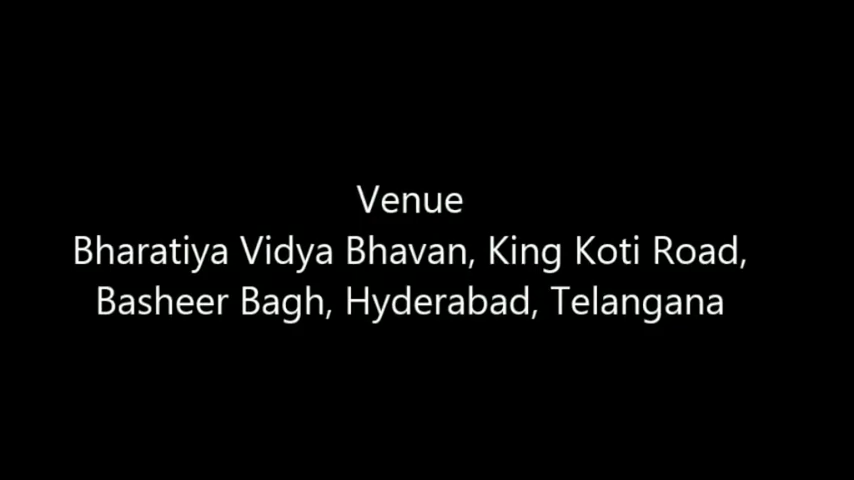 Venue
Bharatiya Vidya Bhavan, King Koti Road,
Basheer Bagh, Hyderabad, Telangana